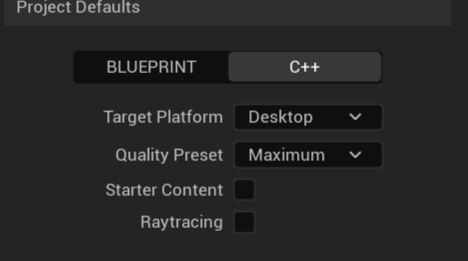 Project Defaults
BLUEPRINT C++
Target Platform Desktop
Quality Preset Maximum
Starter Content
Raytracing